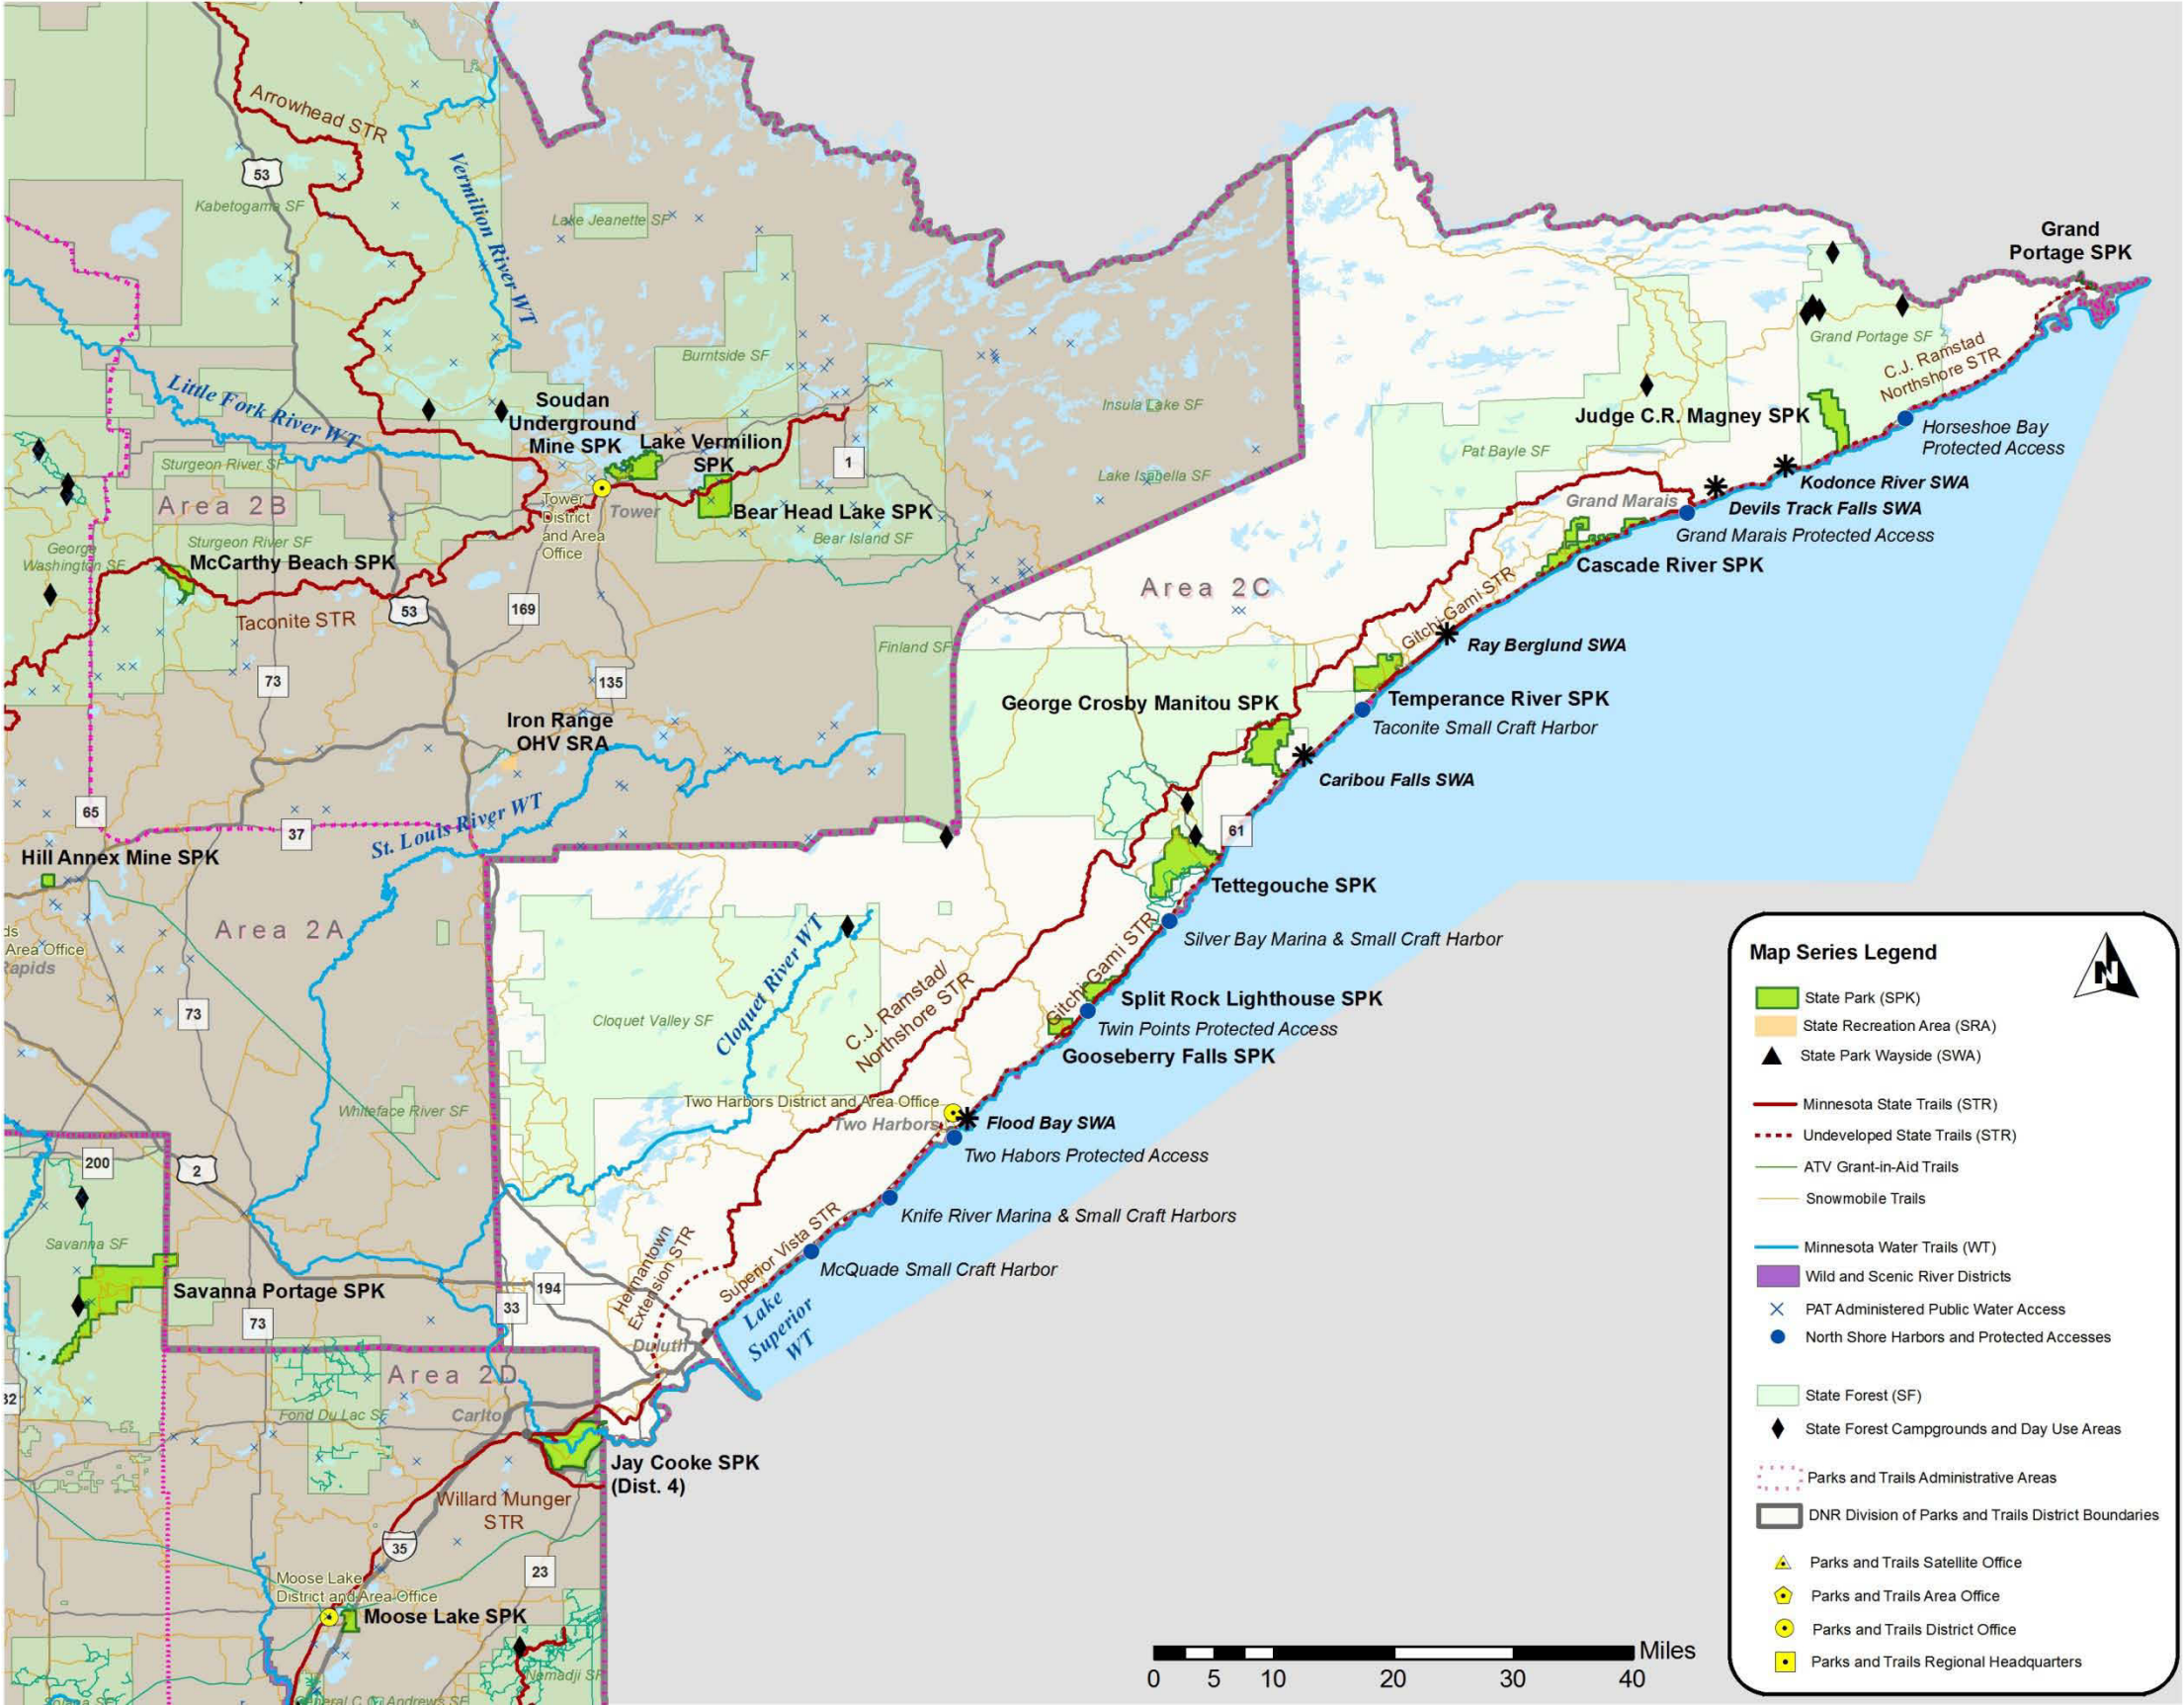 Arrowhead STR
53
Kabetogama SF
Vermilion River WT
Lake Jeanette SF
Grand
Portage SPK
Burntside SF
Grand Portage SF
C.J. Ramstad
Northshore STR
Little Fork River WT
Soudan
Underground
Mine SPK
Lake Vermilion
SPK
Insula Lake SF
Judge C.R. Magney SPK
Horseshoe Bay
Protected Access
Sturgeon River SF
1
Lake Isabella SF
Pat Bayle SF
Kodonce River SWA
Area 2B
Tower
District
and Area
Office
Tower
Bear Head Lake SPK
Grand Marais
Devils Track Falls SWA
Sturgeon River SF
Bear Island SF
Grand Marais Protected Access
George
Washington SF
McCarthy Beach SPK
Cascade River SPK
Area 2C
Taconite STR
53
169
Gitchi-Gami STR
Finland SF
Ray Berglund SWA
73
135
George Crosby Manitou SPK
Temperance River SPK
Iron Range
OHV SRA
Taconite Small Craft Harbor
Caribou Falls SWA
65
37
St. Louis River WT
61
Hill Annex Mine SPK
Tettegouche SPK
Area 2A
ds
Area Office
Rapids
Silver Bay Marina & Small Craft Harbor
Cloquet River WT
Gitchi-Gami STR
73
Cloquet Valley SF
C.J. Ramstad/
Northshore STR
Split Rock Lighthouse SPK
Twin Points Protected Access
Gooseberry Falls SPK
Whiteface River SF
Two Harbors District and Area Office
Two Harbors
Flood Bay SWA
Two Habors Protected Access
200
2
Knife River Marina & Small Craft Harbors
Savanna SF
Hermantown
Extension STR
Superior Vista STR
McQuade Small Craft Harbor
Savanna Portage SPK
194
33
73
Lake
Superior
WT
Duluth
Area 2D
32
Fond Du Lac SF
Carlto
Jay Cooke SPK
(Dist. 4)
Willard Munger
STR
35
23
Moose Lake
District and Area Office
Moose Lake SPK
Nemadji SF
General C.C. Andrews SF
Map Series Legend
N
State Park (SPK)
State Recreation Area (SRA)
State Park Wayside (SWA)
Minnesota State Trails (STR)
Undeveloped State Trails (STR)
ATV Grant-in-Aid Trails
Snowmobile Trails
Minnesota Water Trails (WT)
Wild and Scenic River Districts
PAT Administered Public Water Access
North Shore Harbors and Protected Accesses
State Forest (SF)
State Forest Campgrounds and Day Use Areas
Parks and Trails Administrative Areas
DNR Division of Parks and Trails District Boundaries
Parks and Trails Satellite Office
Parks and Trails Area Office
Parks and Trails District Office
Parks and Trails Regional Headquarters
Miles
0 5 10 20 30 40